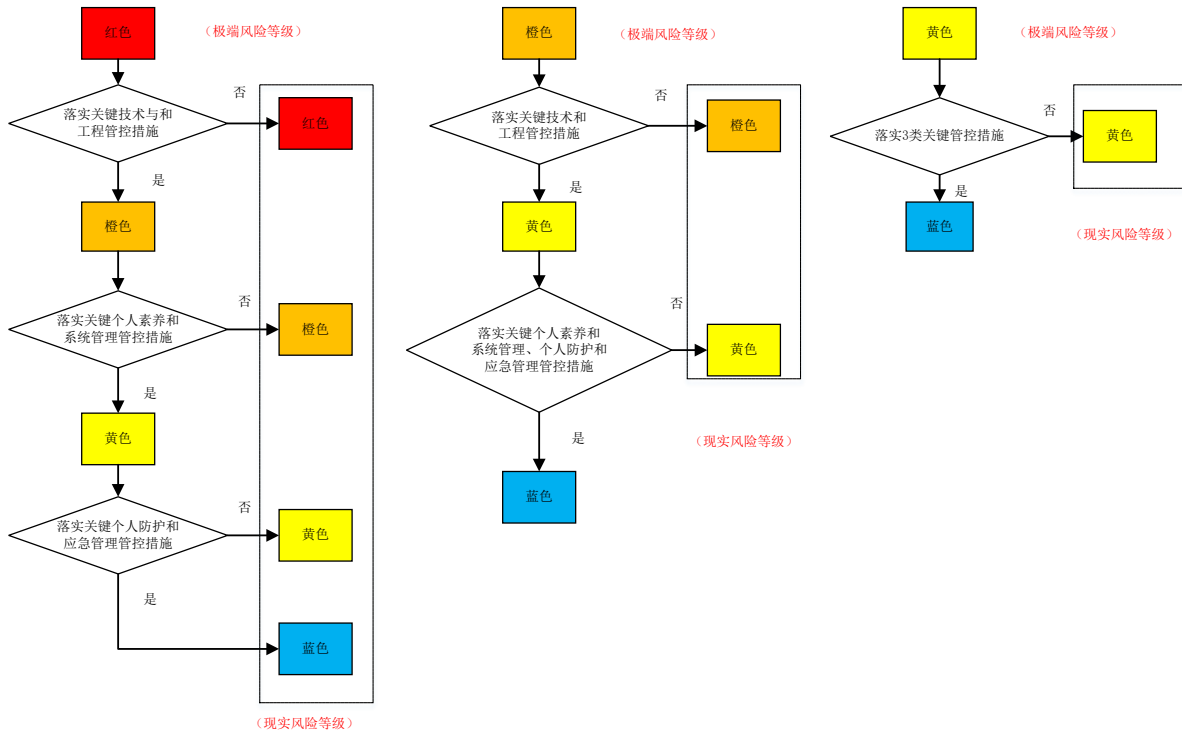 红色
（极端风险等级）
落实关键技术与和
工程管控措施
否
红色
是
橙色
落实关键个人素养和
系统管理管控措施
否
橙色
是
黄色
落实关键个人防护和
应急管理管控措施
否
黄色
是
蓝色
（现实风险等级）
橙色
（极端风险等级）
落实关键技术和
工程管控措施
否
橙色
是
黄色
落实关键个人素养和
系统管理、个人防护和
应急管理管控措施
否
黄色
是
蓝色
（现实风险等级）
黄色
（极端风险等级）
落实3类关键管控措施
否
黄色
是
蓝色
（现实风险等级）